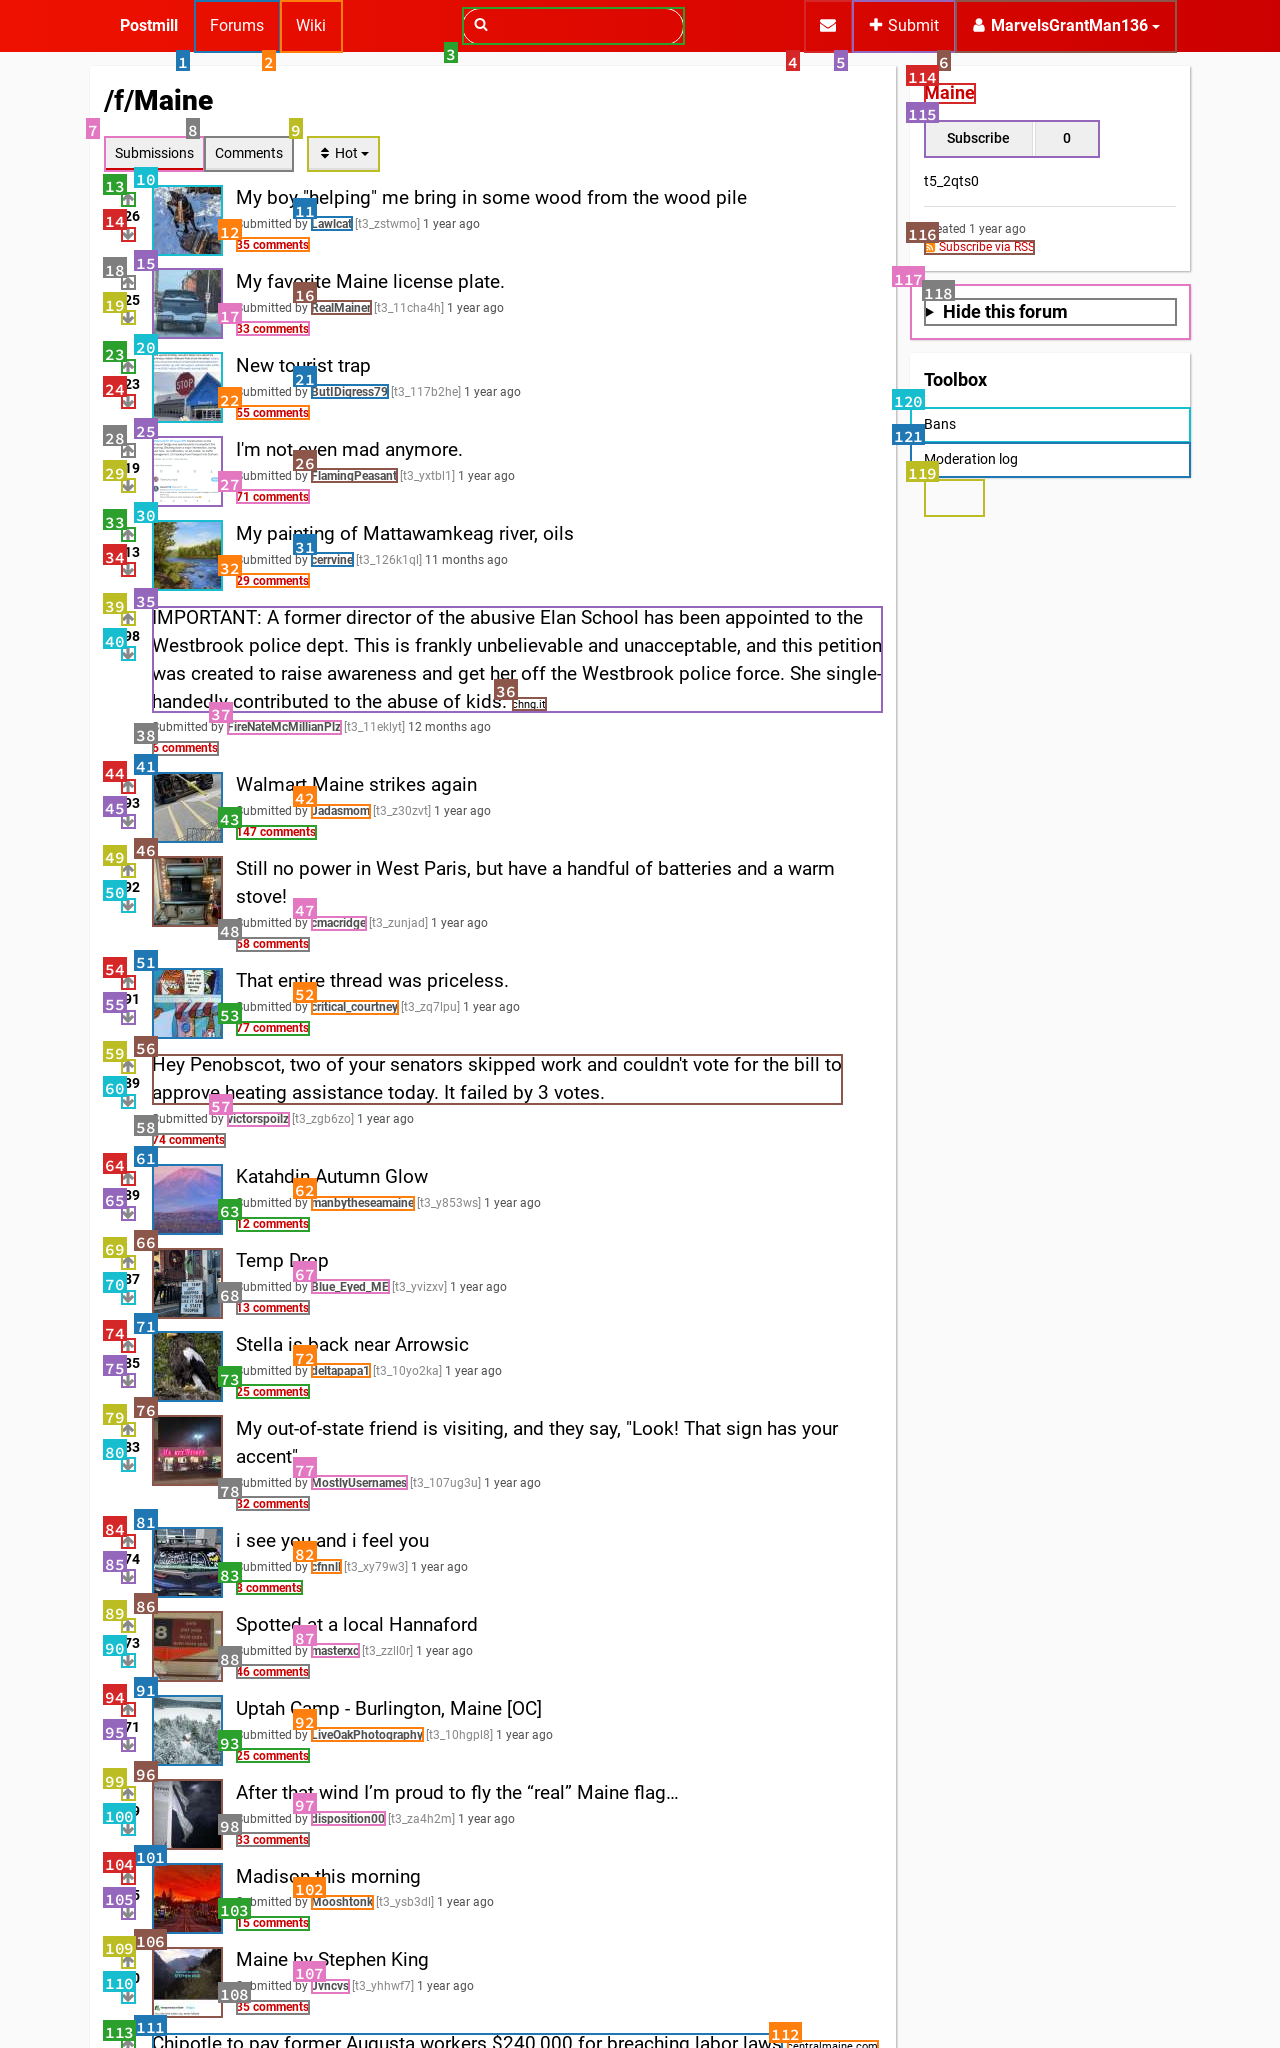 Postmill
Forums
Wiki
Submit
MarvelsGrantMan136
/f/Maine
Submissions
Comments
Hot
My boy "helping" me bring in some wood from the wood pile
Submitted by Lawlcat [t3_zstwmo] 1 year ago
35 comments
My favorite Maine license plate.
Submitted by RealMainer [t3_11cha4h] 1 year ago
33 comments
New tourist trap
Submitted by ButIDigress79 [t3_117b2he] 1 year ago
55 comments
I'm not even mad anymore.
Submitted by FlamingPeasant [t3_yxtbl1] 1 year ago
71 comments
My painting of Mattawamkeag river, oils
Submitted by cerrvine [t3_126k1ql] 11 months ago
29 comments
IMPORTANT: A former director of the abusive Elan School has been appointed to the
Westbrook police dept. This is frankly unbelievable and unacceptable, and this petition
was created to raise awareness and get her off the Westbrook police force. She single-
handedly contributed to the abuse of kids. chng.it
Submitted by FireNateMcMillianPlz [t3_11eklyt] 12 months ago
6 comments
Walmart Maine strikes again
Submitted by Jadasmom [t3_z30zvt] 1 year ago
147 comments
Still no power in West Paris, but have a handful of batteries and a warm
stove!
Submitted by cmacridge [t3_zunjad] 1 year ago
58 comments
That entire thread was priceless.
Submitted by critical_courtney [t3_zq7lpu] 1 year ago
77 comments
Hey Penobscot, two of your senators skipped work and couldn't vote for the bill to
approve heating assistance today. It failed by 3 votes.
Submitted by victorspoilz [t3_zgb6zo] 1 year ago
74 comments
Katahdin Autumn Glow
Submitted by manbytheseamaine [t3_y853ws] 1 year ago
12 comments
Temp Drop
Submitted by Blue_Eyed_ME [t3_yvizxv] 1 year ago
13 comments
Stella is back near Arrowsic
Submitted by deltapapa1 [t3_10yo2ka] 1 year ago
25 comments
My out-of-state friend is visiting, and they say, "Look! That sign has your
accent"
Submitted by MostlyUsernames [t3_107ug3u] 1 year ago
32 comments
i see you and i feel you
Submitted by cfnnll [t3_xy79w3] 1 year ago
8 comments
Spotted at a local Hannaford
Submitted by masterxc [t3_zzll0r] 1 year ago
46 comments
Uptah Camp - Burlington, Maine [OC]
Submitted by LiveOakPhotography [t3_10hgpl8] 1 year ago
25 comments
After that wind I’m proud to fly the “real” Maine flag…
Submitted by disposition00 [t3_za4h2m] 1 year ago
33 comments
Madison this morning
Submitted by Mooshtonk [t3_ysb3dl] 1 year ago
15 comments
Maine by Stephen King
Submitted by Jvncvs [t3_yhhwf7] 1 year ago
35 comments
Chipotle to pay former Augusta workers $240,000 for breaching labor laws centralmaine.com
Maine
Subscribe 0
t5_2qts0
Created 1 year ago
Subscribe via RSS
Hide this forum
Toolbox
Bans
Moderation log